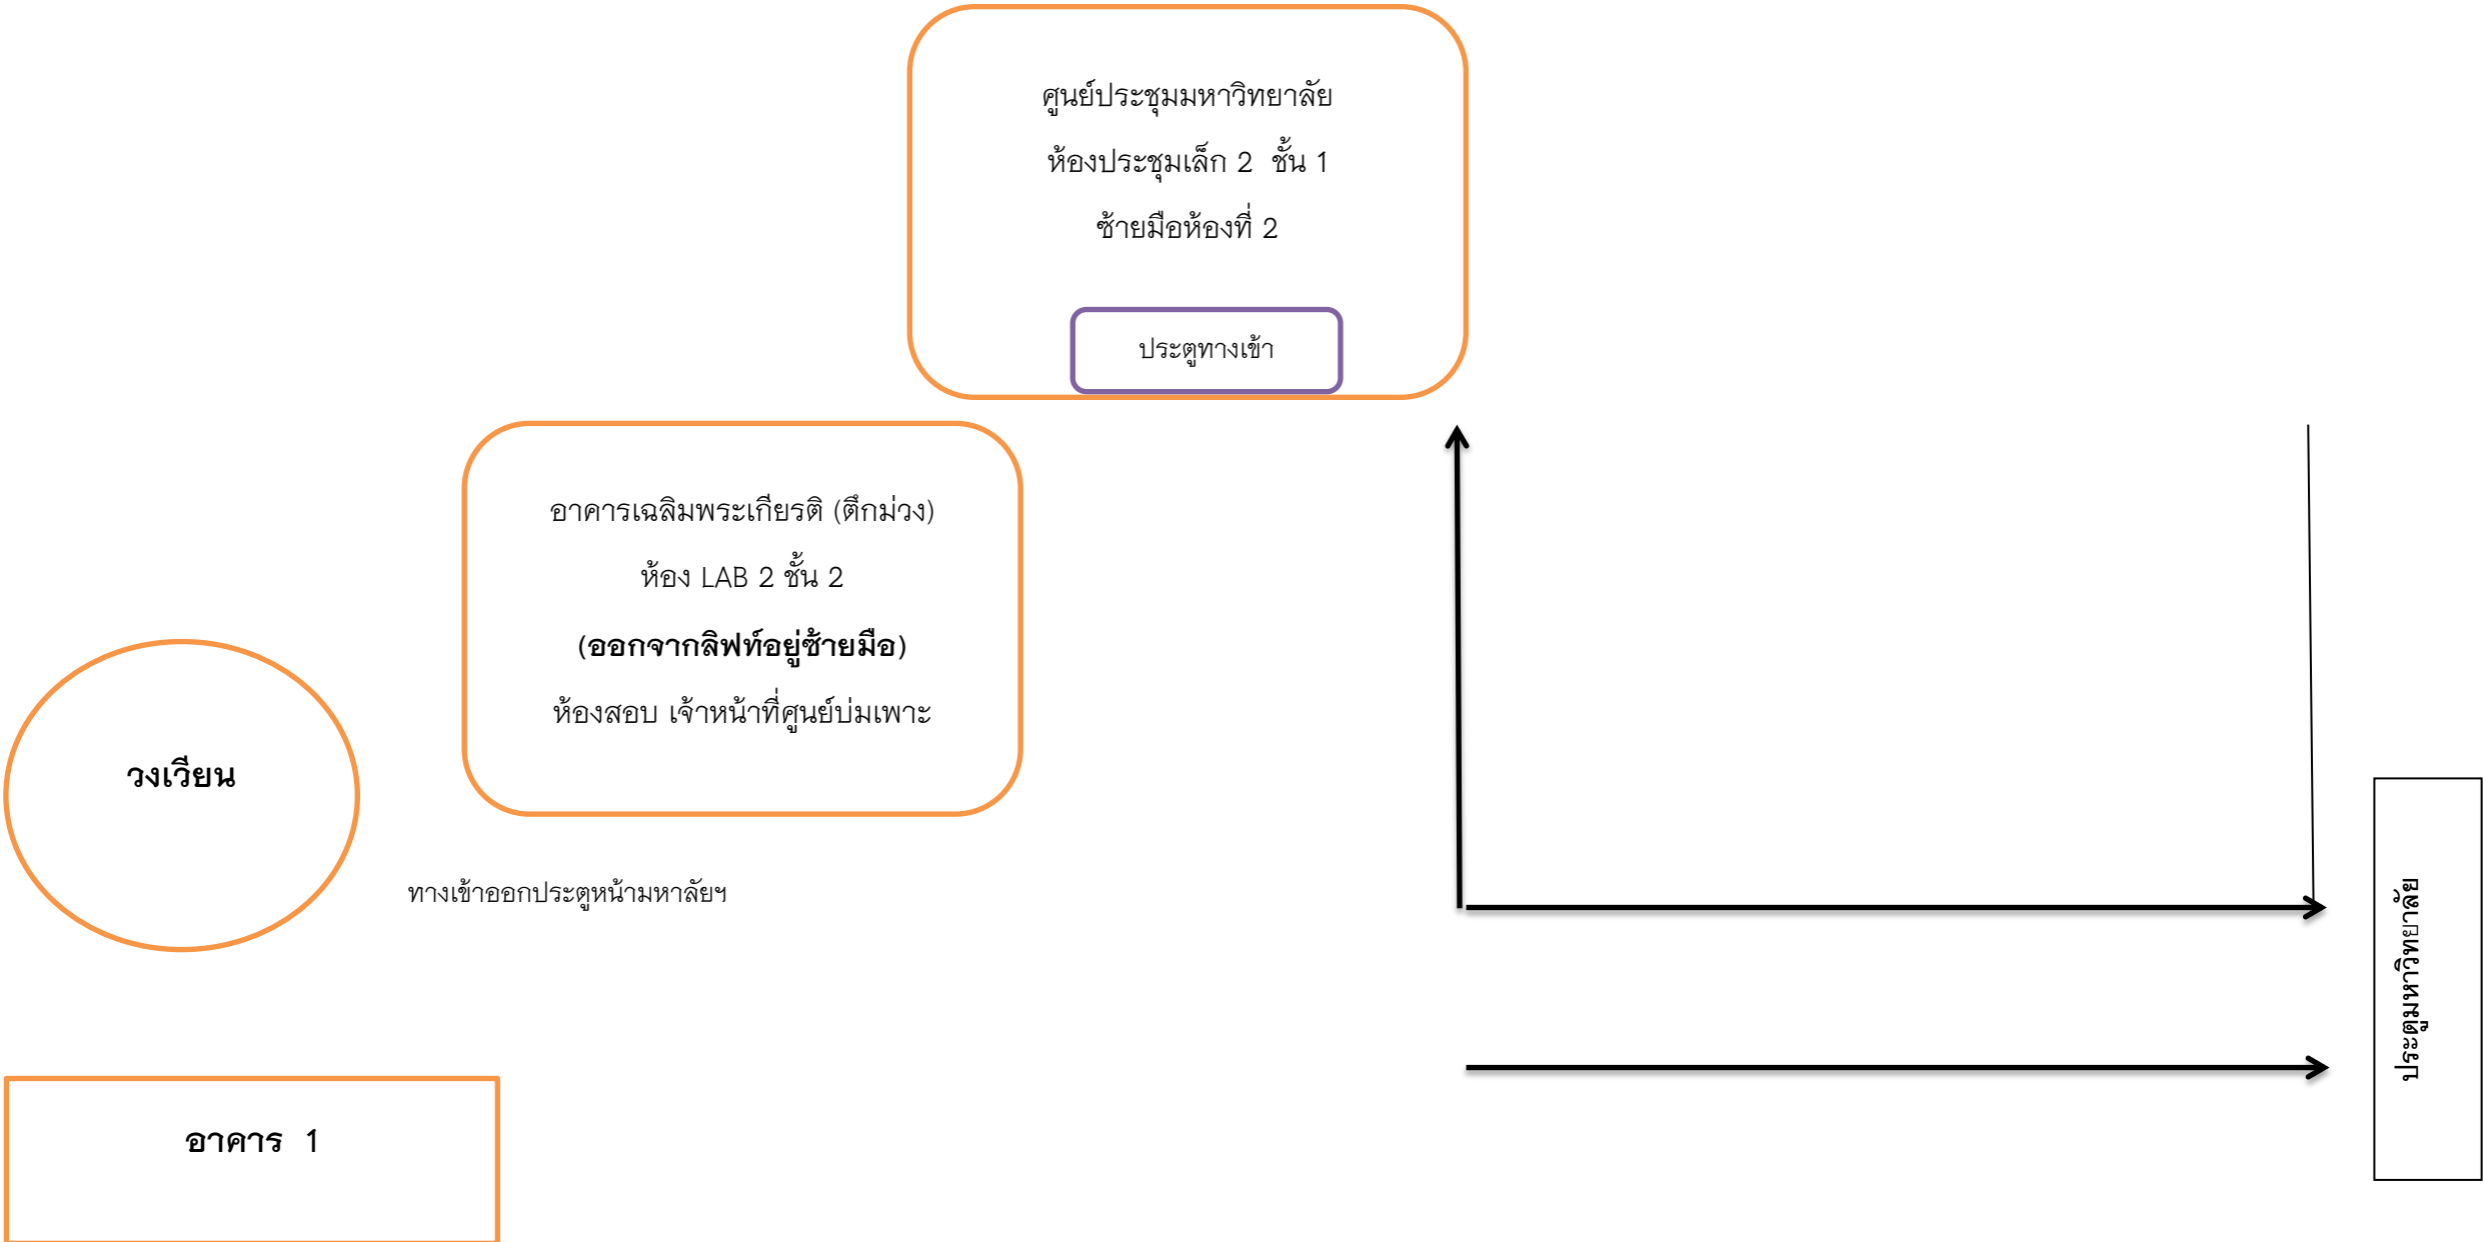 ศูนย์ประชุมมหาวิทยาลัย
ห้องประชุมเล็ก 2 ชั้น 1
ซ้ายมือห้องที่ 2
ประตูทางเข้า
อาคารเฉลิมพระเกียรติ (ตึกม่วง)
ห้อง LAB 2 ชั้น 2
(ออกจากลิฟท์อยู่ซ้ายมือ)
ห้องสอบ เจ้าหน้าที่ศูนย์บ่มเพาะ
วงเวียน
ทางเข้าออกประตูหน้ามหาลัยฯ
ประตูมหาวิทยาลัย
อาคาร 1